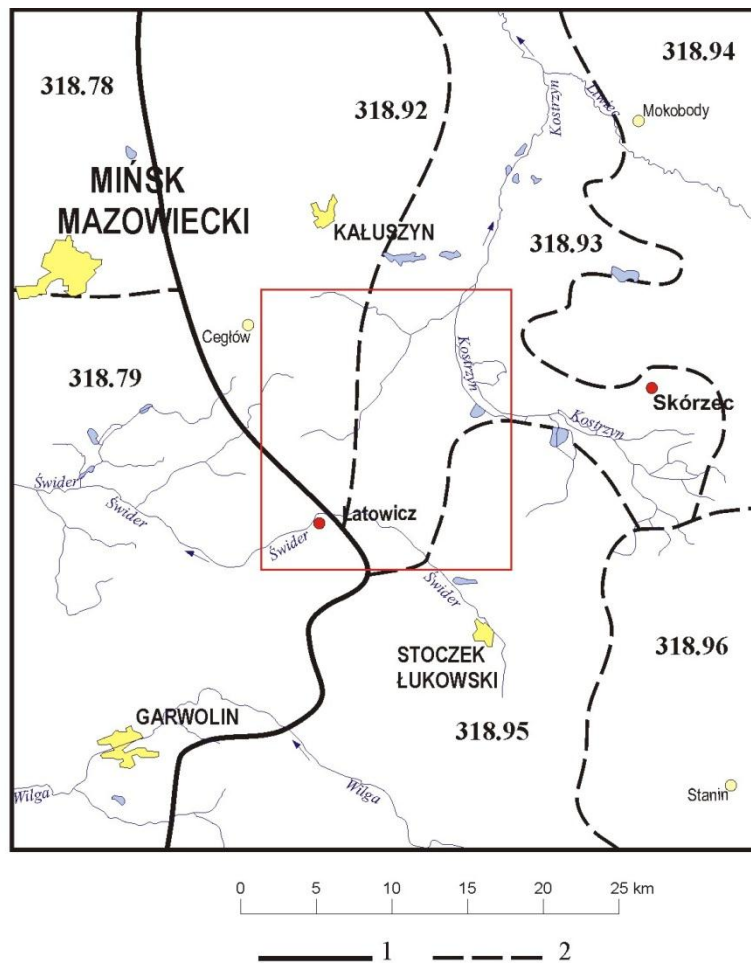 318.78
318.92
318.94
Kostrzyn
Liwiec
Mokobody
MIŃSK
MAZOWIECKI
KAŁUSZYN
318.93
Cegłów
Kostrzyn
318.79
Skórzec
Kostrzyn
Świder
Świder
Latowicz
Świder
Świder
STOCZEK
ŁUKOWSKI
318.96
GARWOLIN
318.95
Wilga
Wilga
Stanin
0 5 10 15 20 25 km
1 2